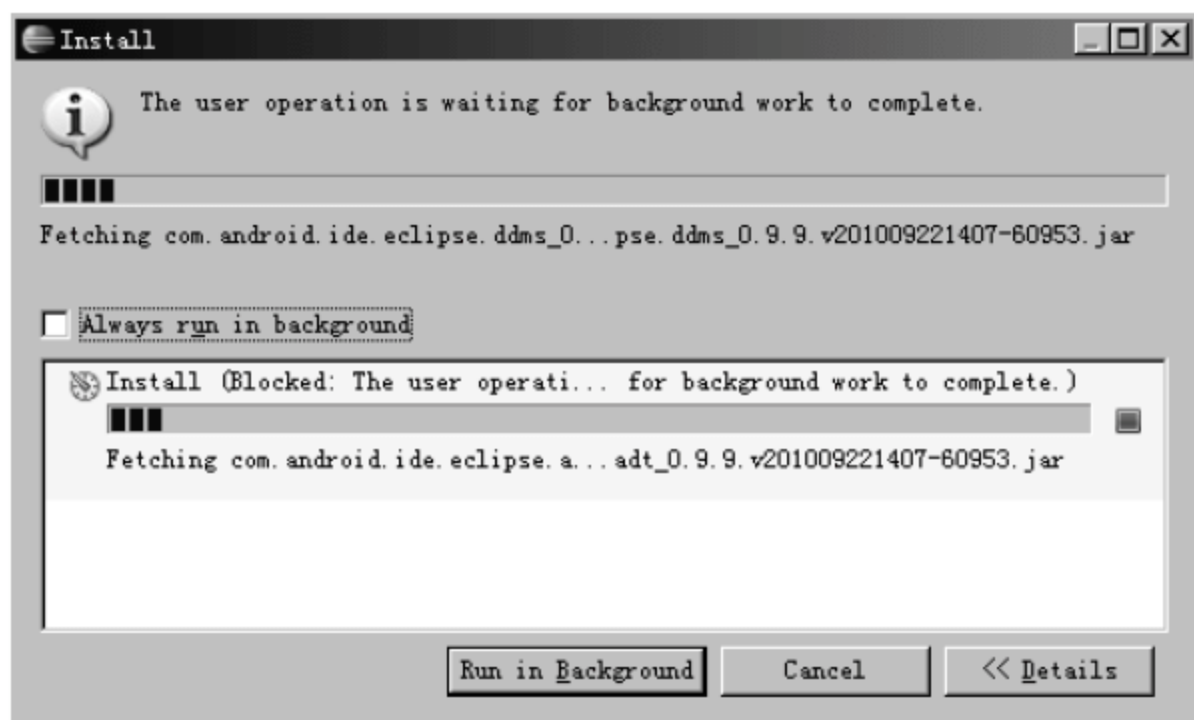 Install
The user operation is waiting for background work to complete.
Fetching com.android.ide.eclipse.ddms_0...pse.ddms_0.9.9.v201009221407-60953.jar
Always run in background
Install (Blocked: The user operati... for background work to complete.)
Fetching com.android.ide.eclipse.a...adt_0.9.9.v201009221407-60953.jar
Run in Background Cancel << Details